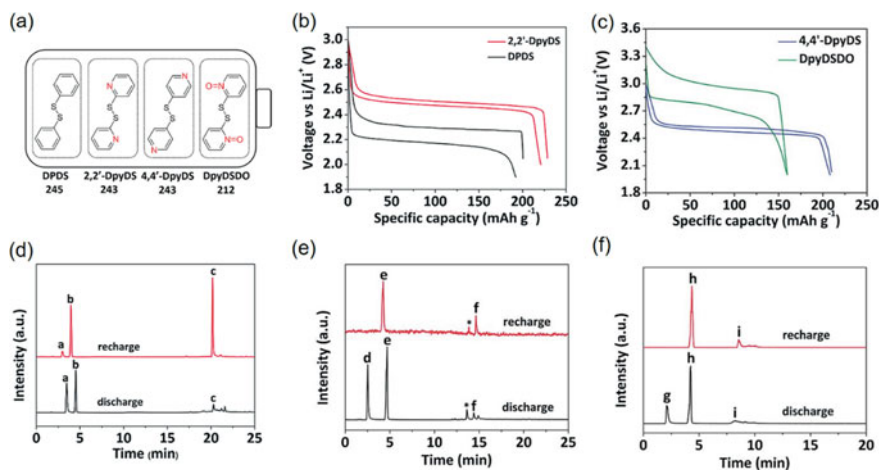 (a)
N
N
O=N
S
S
S
S
S
S
S
S
N
N
N=O
DPDS
2,2'-DpyDS
4,4'-DpyDS
DpyDSDO
245
243
243
212
(b)
2,2'-DpyDS
DPDS
Voltage vs Li/Li⁺ (V)
3.0
2.8
2.6
2.4
2.2
2.0
1.8
0
50
100
150
200
250
Specific capacity (mAh g⁻¹)
(c)
4,4'-DpyDS
DpyDSDO
Voltage vs Li/Li⁺ (V)
3.6
3.3
3.0
2.7
2.4
2.1
1.8
0
50
100
150
200
250
Specific capacity (mAh g⁻¹)
(d)
Intensity (a.u.)
a
b
c
recharge
a
b
c
discharge
0
5
10
15
20
25
Time (min)
(e)
Intensity (a.u.)
e
*
f
recharge
d
e
*
f
discharge
0
5
10
15
20
25
Time (min)
(f)
Intensity (a.u.)
h
i
recharge
g
h
i
discharge
0
5
10
15
20
Time (min)